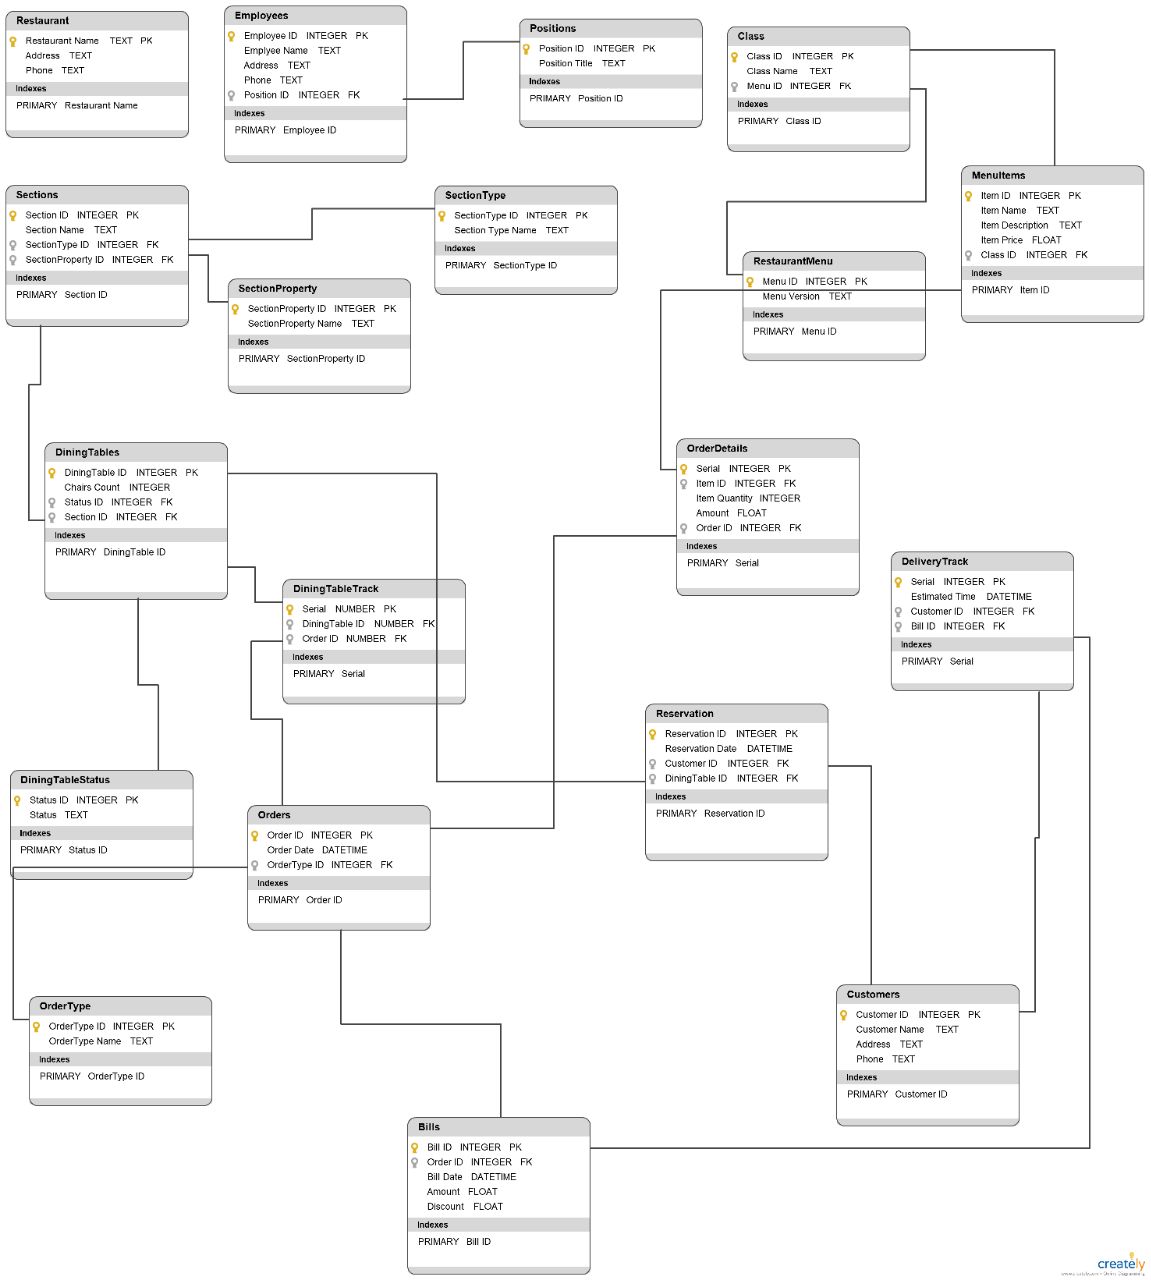 Restaurant
Restaurant Name TEXT PK
Address TEXT
Phone TEXT
Indexes
PRIMARY Restaurant Name
Employees
Employee ID INTEGER PK
Emplyee Name TEXT
Address TEXT
Phone TEXT
Position ID INTEGER FK
Indexes
PRIMARY Employee ID
Positions
Position ID INTEGER PK
Position Title TEXT
Indexes
PRIMARY Position ID
Class
Class ID INTEGER PK
Class Name TEXT
Menu ID INTEGER FK
Indexes
PRIMARY Class ID
MenuItems
Item ID INTEGER PK
Item Name TEXT
Item Description TEXT
Item Price FLOAT
Class ID INTEGER FK
Indexes
PRIMARY Item ID
Sections
Section ID INTEGER PK
Section Name TEXT
SectionType ID INTEGER FK
SectionProperty ID INTEGER FK
Indexes
PRIMARY Section ID
SectionType
SectionType ID INTEGER PK
Section Type Name TEXT
Indexes
PRIMARY SectionType ID
SectionProperty
SectionProperty ID INTEGER PK
SectionProperty Name TEXT
Indexes
PRIMARY SectionProperty ID
RestaurantMenu
Menu ID INTEGER PK
Menu Version TEXT
Indexes
PRIMARY Menu ID
DiningTables
DiningTable ID INTEGER PK
Chairs Count INTEGER
Status ID INTEGER FK
Section ID INTEGER FK
Indexes
PRIMARY DiningTable ID
OrderDetails
Serial INTEGER PK
Item ID INTEGER FK
Item Quantity INTEGER
Amount FLOAT
Order ID INTEGER FK
Indexes
PRIMARY Serial
DeliveryTrack
Serial INTEGER PK
Estimated Time DATETIME
Customer ID INTEGER FK
Bill ID INTEGER FK
Indexes
PRIMARY Serial
DiningTableTrack
Serial NUMBER PK
DiningTable ID NUMBER FK
Order ID NUMBER FK
Indexes
PRIMARY Serial
Reservation
Reservation ID INTEGER PK
Reservation Date DATETIME
Customer ID INTEGER FK
DiningTable ID INTEGER FK
Indexes
PRIMARY Reservation ID
DiningTableStatus
Status ID INTEGER PK
Status TEXT
Indexes
PRIMARY Status ID
Orders
Order ID INTEGER PK
Order Date DATETIME
OrderType ID INTEGER FK
Indexes
PRIMARY Order ID
OrderType
OrderType ID INTEGER PK
OrderType Name TEXT
Indexes
PRIMARY OrderType ID
Customers
Customer ID INTEGER PK
Customer Name TEXT
Address TEXT
Phone TEXT
Indexes
PRIMARY Customer ID
Bills
Bill ID INTEGER PK
Order ID INTEGER FK
Bill Date DATETIME
Amount FLOAT
Discount FLOAT
Indexes
PRIMARY Bill ID
creately